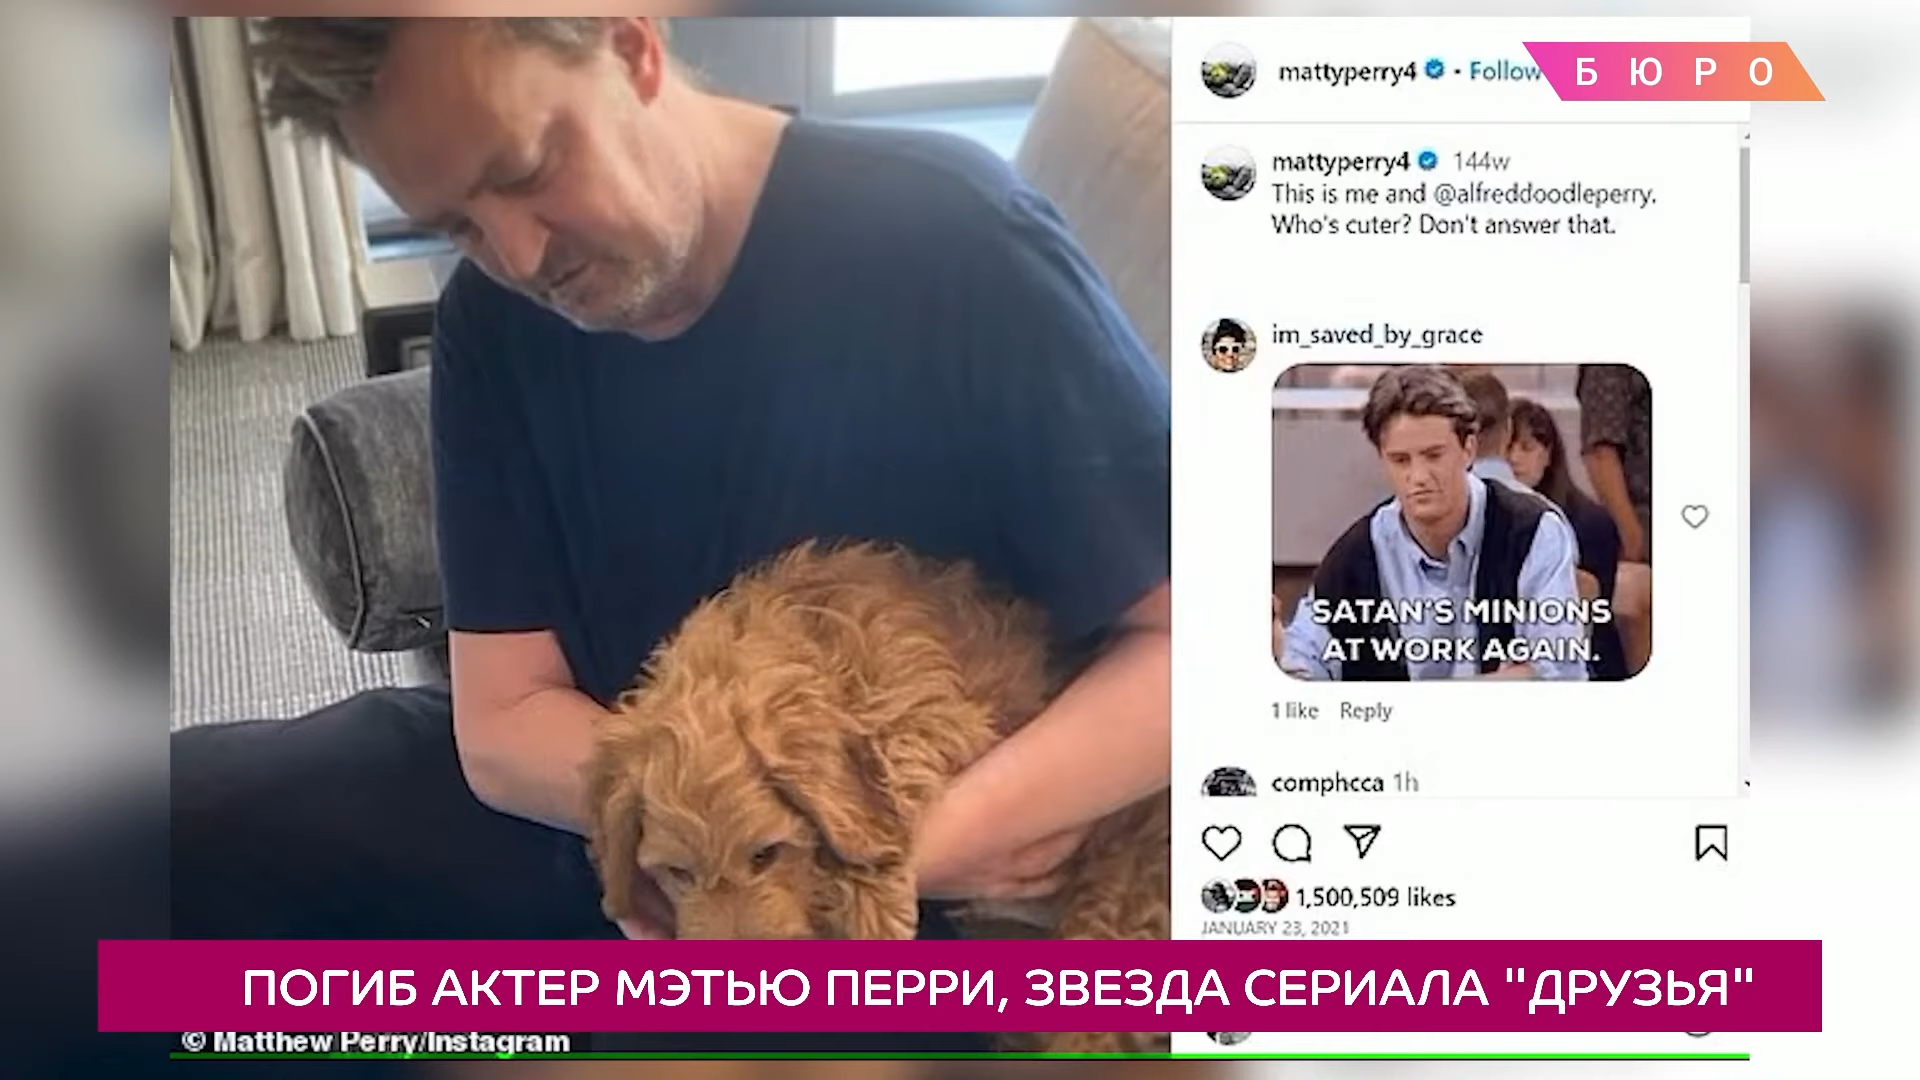 БЮРО
mattyperry4 • Follow
mattyperry4 144w
This is me and @alfreddoodleperry.
Who's cuter? Don't answer that.
im_saved_by_grace
SATAN'S MINIONS
AT WORK AGAIN.
1 like Reply
comphcca 1h
1,500,509 likes
JANUARY 23, 2021
ПОГИБ АКТЕР МЭТЬЮ ПЕРРИ, ЗВЕЗДА СЕРИАЛА "ДРУЗЬЯ"
© Matthew Perry/Instagram